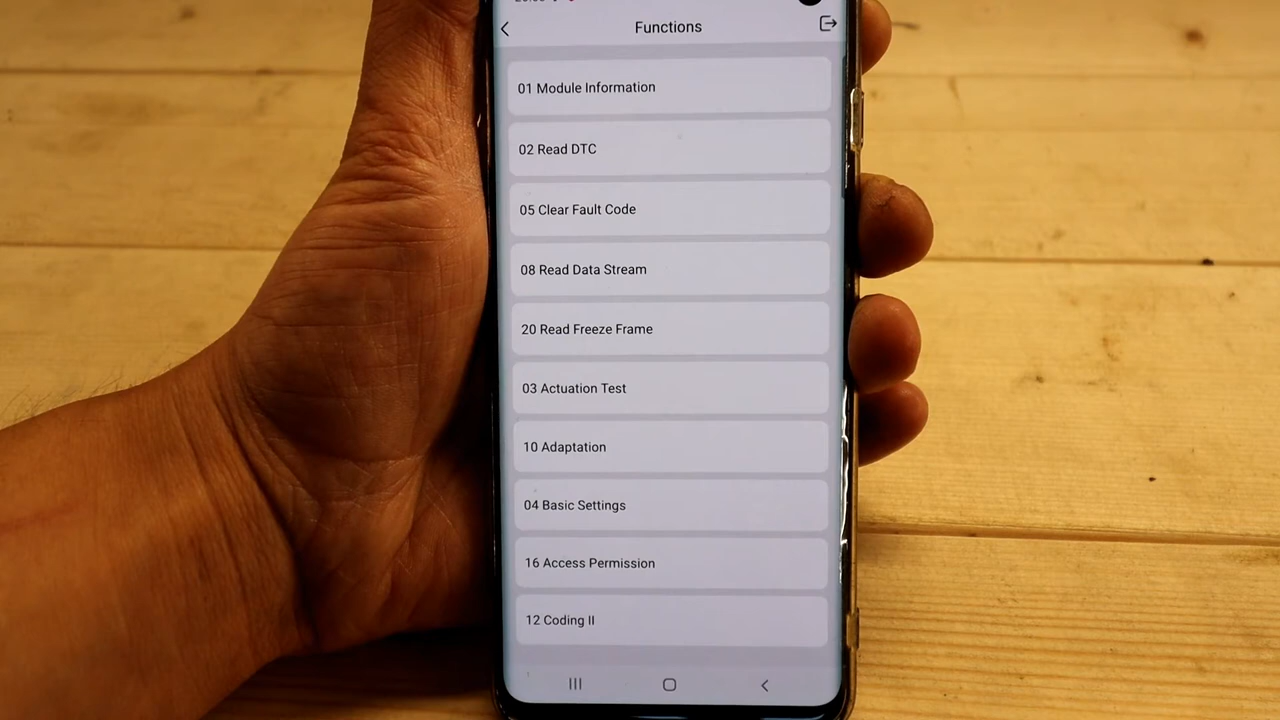 Functions
01 Module Information
02 Read DTC
05 Clear Fault Code
08 Read Data Stream
20 Read Freeze Frame
03 Actuation Test
10 Adaptation
04 Basic Settings
16 Access Permission
12 Coding II